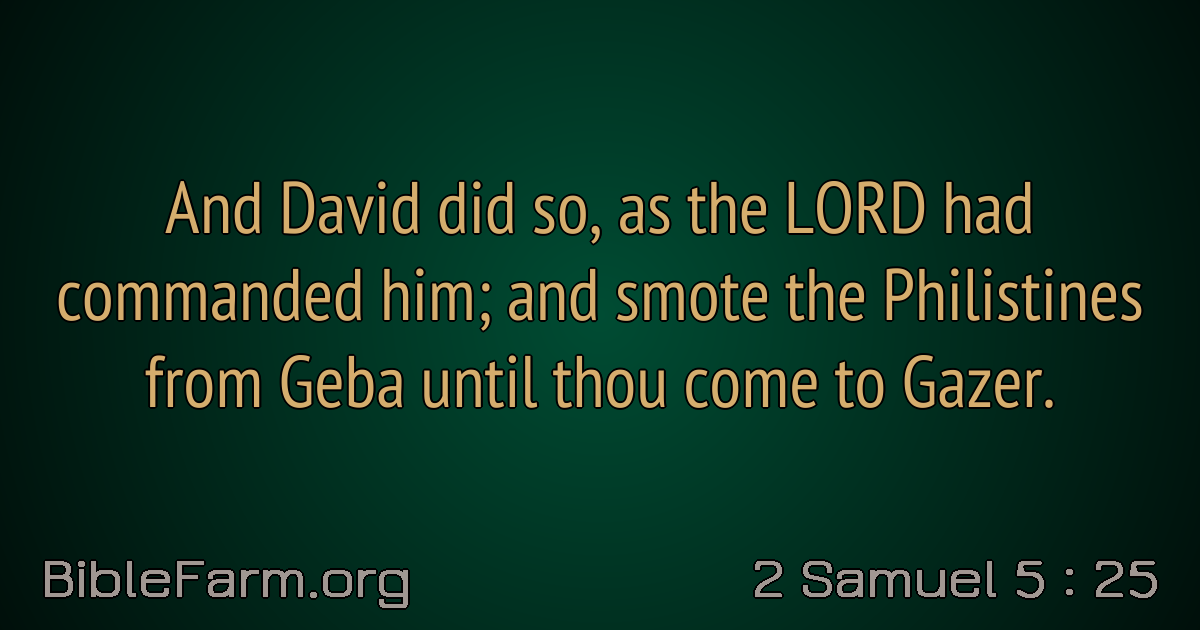 And David did so, as the LORD had
commanded him; and smote the Philistines
from Geba until thou come to Gazer.
BibleFarm.org
2 Samuel 5 : 25